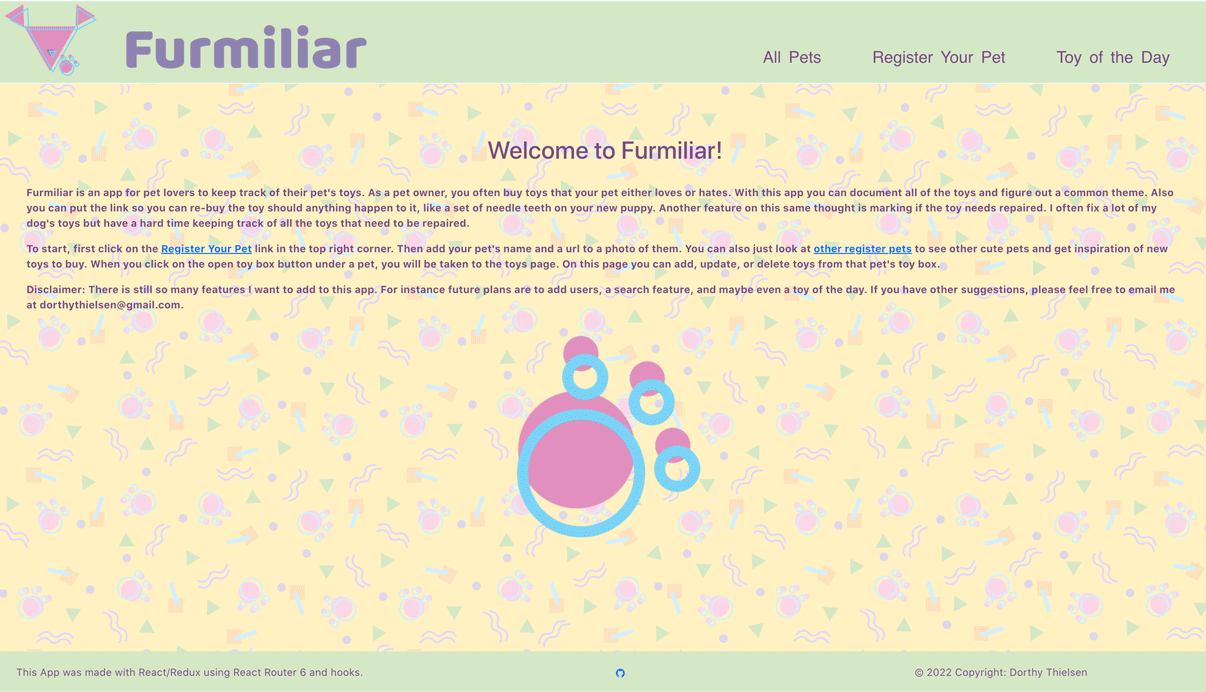 Furmiliar
All Pets
Register Your Pet
Toy of the Day
Welcome to Furmiliar!
Furmiliar is an app for pet lovers to keep track of their pet's toys. As a pet owner, you often buy toys that your pet either loves or hates. With this app you can document all of the toys and figure out a common theme. Also
you can put the link so you can re-buy the toy should anything happen to it, like a set of needle teeth on your new puppy. Another feature on this same thought is marking if the toy needs repaired. I often fix a lot of my
dog's toys but have a hard time keeping track of all the toys that need to be repaired.
To start, first click on the Register Your Pet link in the top right corner. Then add your pet's name and a url to a photo of them. You can also just look at other register pets to see other cute pets and get inspiration of new
toys to buy. When you click on the open toy box button under a pet, you will be taken to the toys page. On this page you can add, update, or delete toys from that pet's toy box.
Disclaimer: There is still so many features I want to add to this app. For instance future plans are to add users, a search feature, and maybe even a toy of the day. If you have other suggestions, please feel free to email me
at dorthythielsen@gmail.com.
This App was made with React/Redux using React Router 6 and hooks.
© 2022 Copyright: Dorthy Thielsen